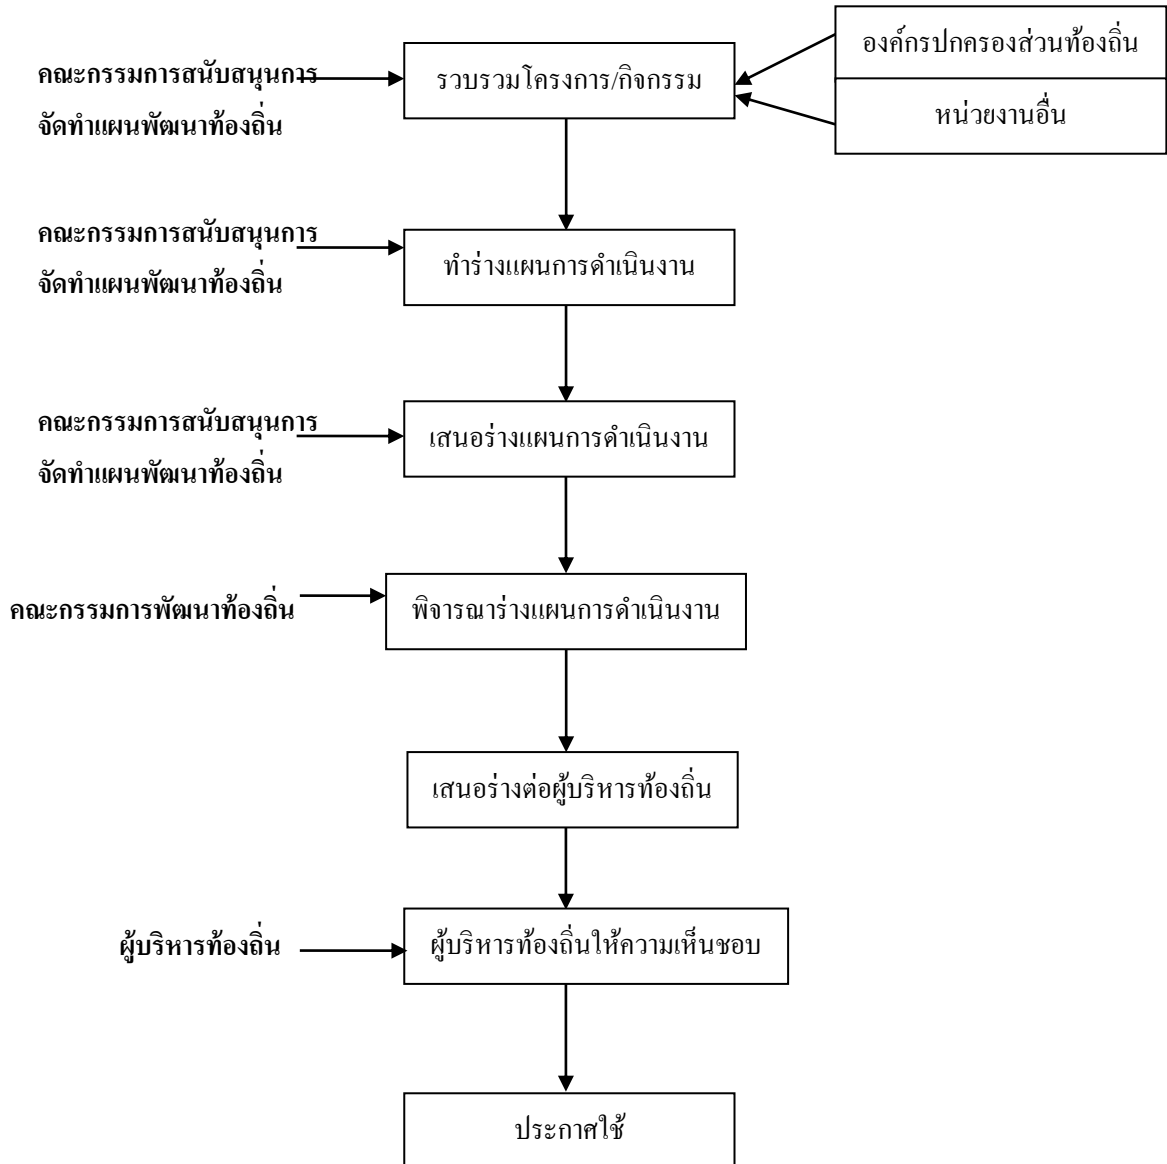 องค์กรปกครองส่วนท้องถิ่น
คณะกรรมการสนับสนุนการ
รวบรวมโครงการ/กิจกรรม
จัดทำแผนพัฒนาท้องถิ่น
หน่วยงานอื่น
คณะกรรมการสนับสนุนการ
จัดทำแผนพัฒนาท้องถิ่น
ทำร่างแผนการดำเนินงาน
คณะกรรมการสนับสนุนการ
จัดทำแผนพัฒนาท้องถิ่น
เสนอร่างแผนการดำเนินงาน
คณะกรรมการพัฒนาท้องถิ่น
พิจารณาร่างแผนการดำเนินงาน
เสนอร่างต่อผู้บริหารท้องถิ่น
ผู้บริหารท้องถิ่น
ผู้บริหารท้องถิ่นให้ความเห็นชอบ
ประกาศใช้